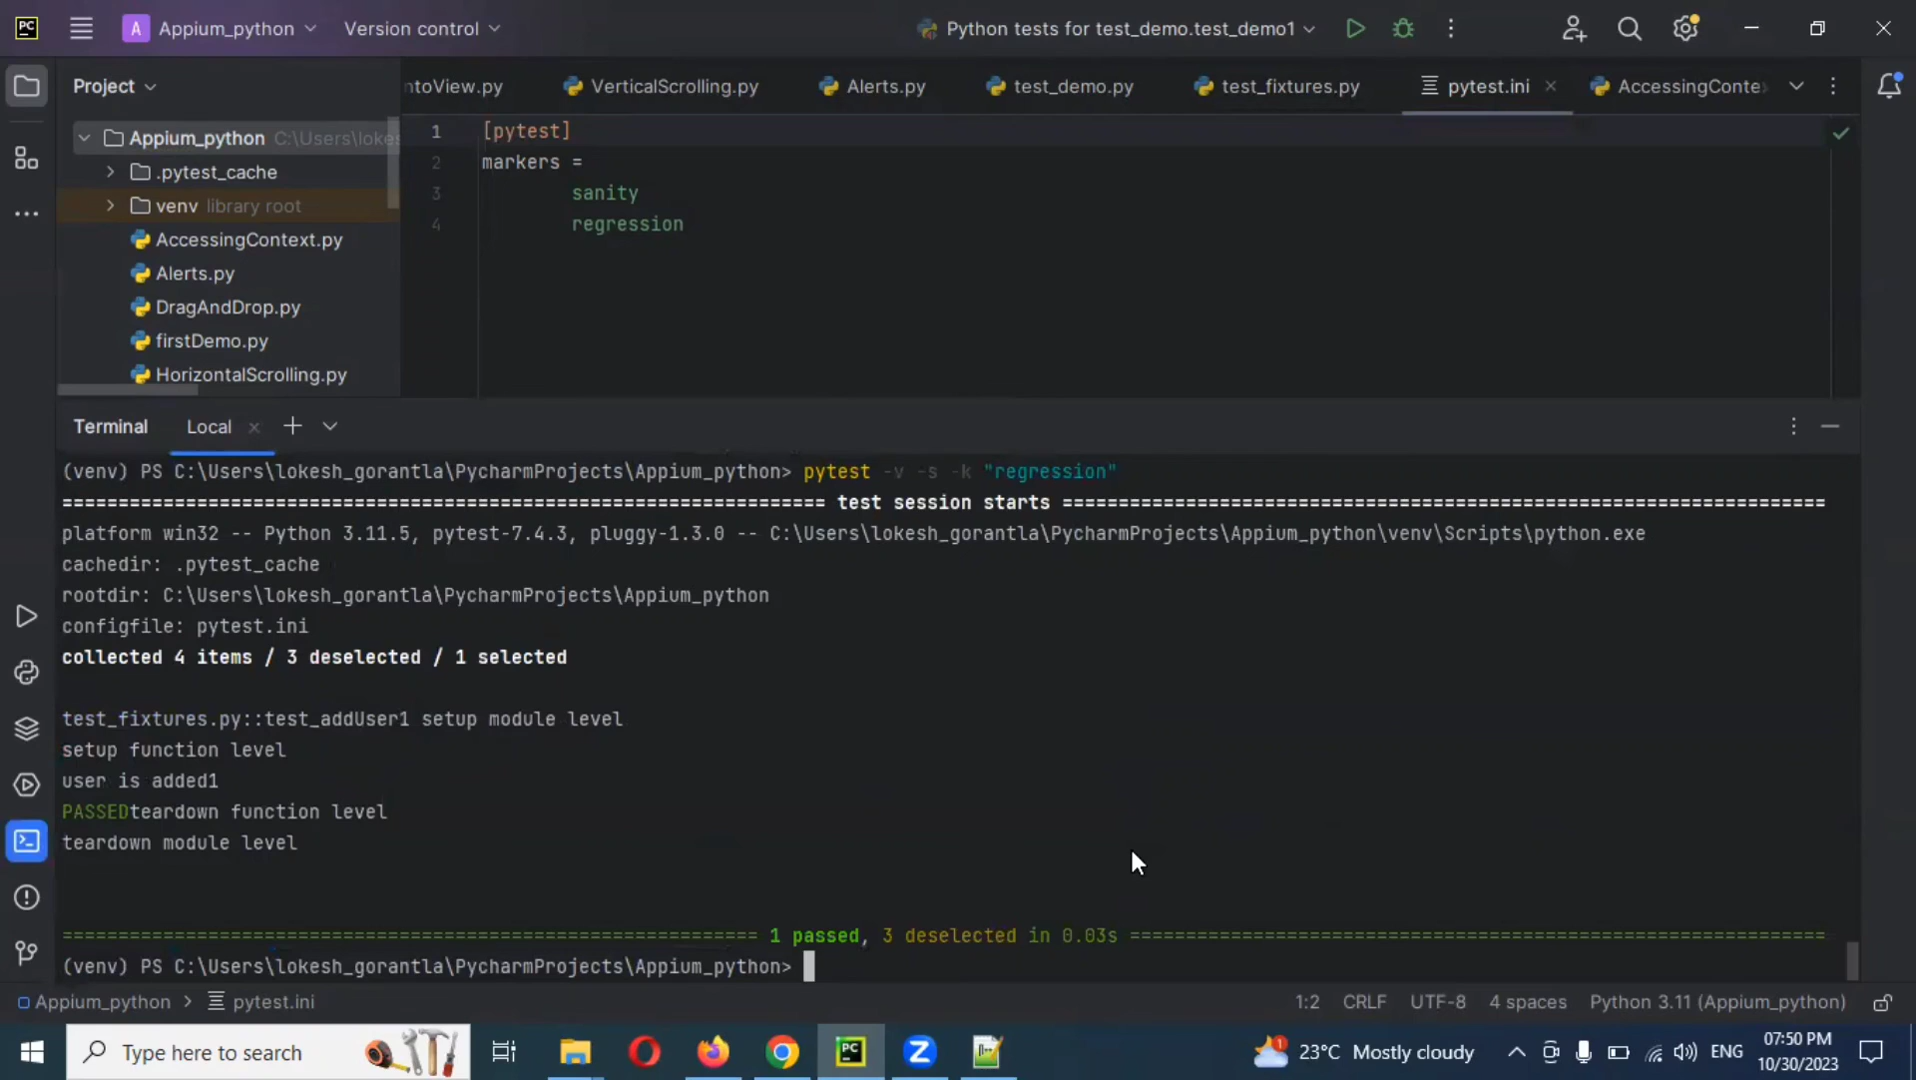 PC
A Appium_python Version control Python tests for test_demo.test_demo1
Project ntoView.py VerticalScrolling.py Alerts.py test_demo.py test_fixtures.py pytest.ini AccessingConte
Appium_python C:\Users\lokes
.pytest_cache
venv library root
AccessingContext.py
Alerts.py
DragAndDrop.py
firstDemo.py
HorizontalScrolling.py
1 [pytest]
2 markers =
3 sanity
4 regression
Terminal Local
(venv) PS C:\Users\lokesh_gorantla\PycharmProjects\Appium_python> pytest -v -s -k "regression"
==================================================================== test session starts ====================================================================
platform win32 -- Python 3.11.5, pytest-7.4.3, pluggy-1.3.0 -- C:\Users\lokesh_gorantla\PycharmProjects\Appium_python\venv\Scripts\python.exe
cachedir: .pytest_cache
rootdir: C:\Users\lokesh_gorantla\PycharmProjects\Appium_python
configfile: pytest.ini
collected 4 items / 3 deselected / 1 selected
test_fixtures.py::test_addUser1 setup module level
setup function level
user is added1
PASSEDteardown function level
teardown module level
============================================================== 1 passed, 3 deselected in 0.03s ==============================================================
(venv) PS C:\Users\lokesh_gorantla\PycharmProjects\Appium_python>
Appium_python > pytest.ini 1:2 CRLF UTF-8 4 spaces Python 3.11 (Appium_python)
Type here to search PC 1 23°C Mostly cloudy ENG 07:50 PM
10/30/2023